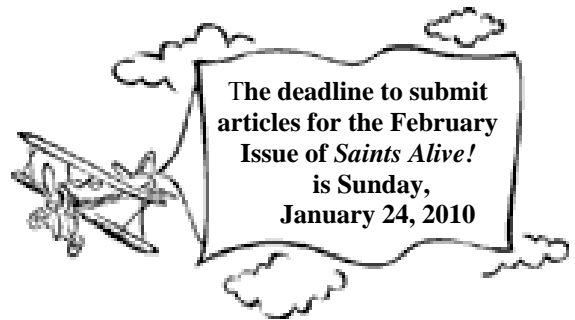 The deadline to submit
articles for the February
Issue of Saints Alive!
is Sunday,
January 24, 2010